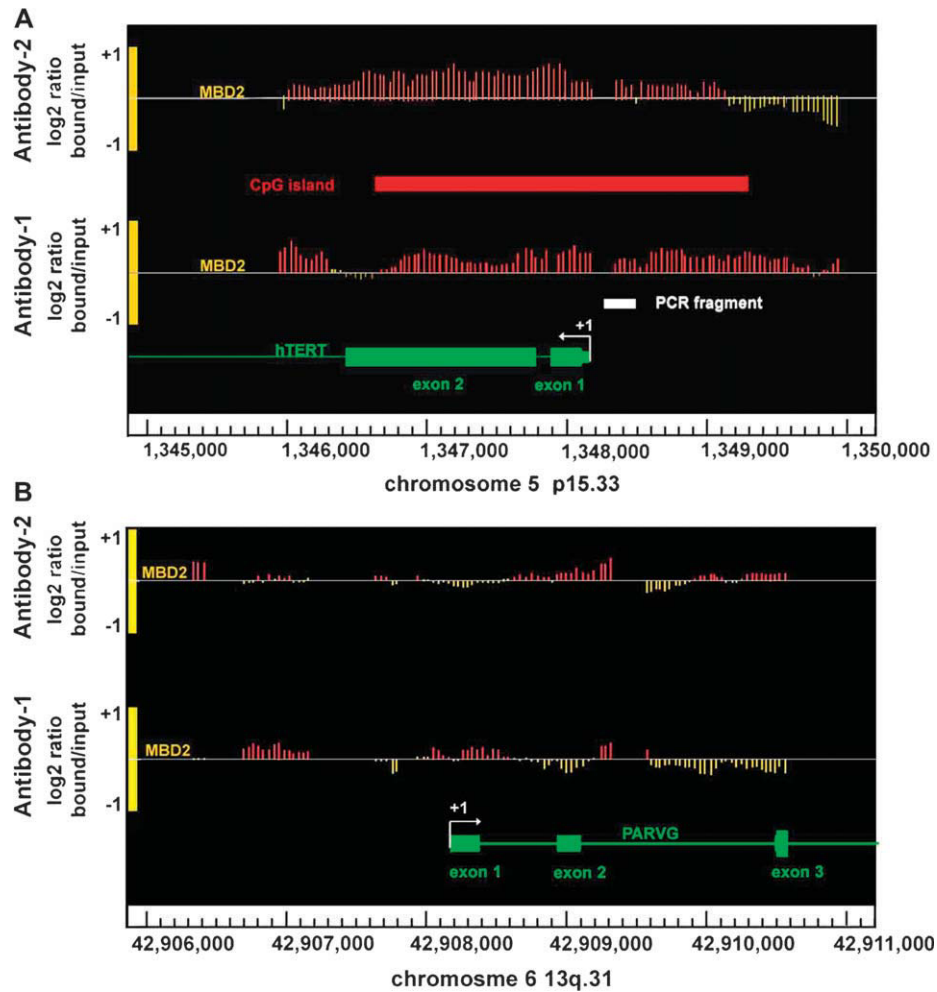 A
Antibody-2
log2 ratio
bound/input
+1
-1
MBD2
CpG island
Antibody-1
log2 ratio
bound/input
+1
-1
MBD2
PCR fragment
+1
hTERT
exon 2
exon 1
1,345,000
1,346,000
1,347,000
1,348,000
1,349,000
1,350,000
chromosome 5 p15.33
B
Antibody-2
log2 ratio
bound/input
+1
-1
MBD2
Antibody-1
log2 ratio
bound/input
+1
-1
MBD2
+1
PARVG
exon 1
exon 2
exon 3
42,906,000
42,907,000
42,908,000
42,909,000
42,910,000
42,911,000
chromosme 6 13q.31